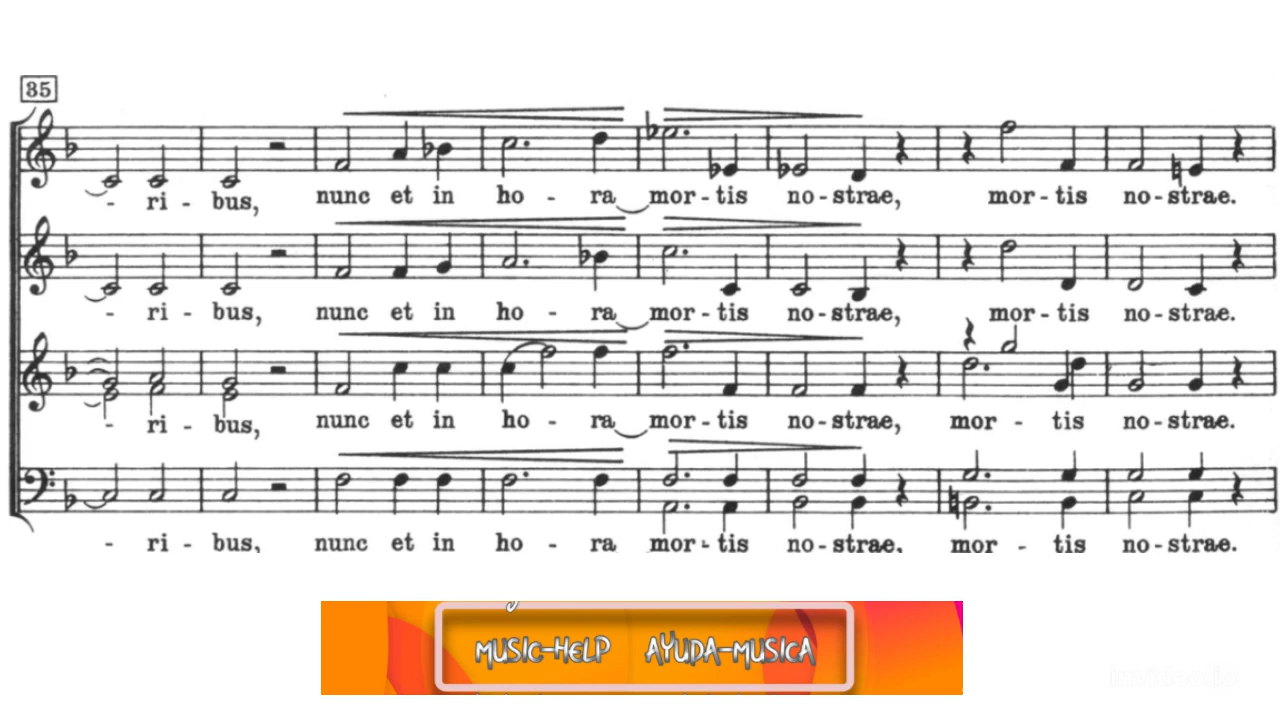 35
- ri - bus, nunc et in ho - ra mor - tis no - strae, mor - tis no - strae.
- ri - bus, nunc et in ho - ra mor - tis no - strae, mor - tis no - strae.
- ri - bus, nunc et in ho - ra mor - tis no - strae, mor - tis no - strae.
- ri - bus, nunc et in ho - ra mor - tis no - strae, mor - tis no - strae.
MUSIC-HELP AYUDA-MUSICA